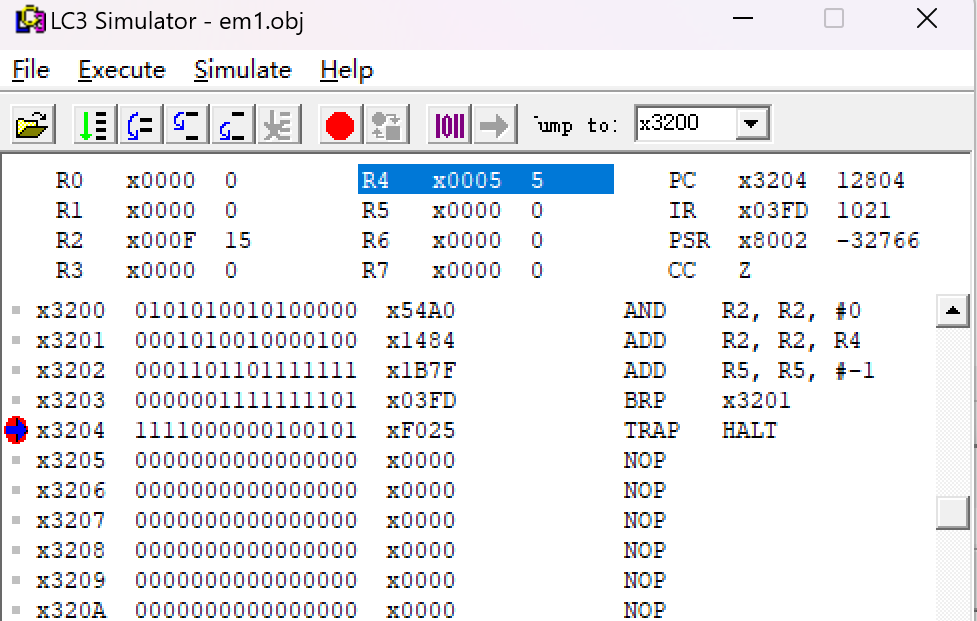 LC3 Simulator - em1.obj
File Execute Simulate Help
Jump to: x3200
R0 x0000 0 R4 x0005 5 PC x3204 12804
R1 x0000 0 R5 x0000 0 IR x03FD 1021
R2 x000F 15 R6 x0000 0 PSR x8002 -32766
R3 x0000 0 R7 x0000 0 CC Z
x3200 0101010010100000 x54A0 AND R2, R2, #0
x3201 0001010010000100 x1484 ADD R2, R2, R4
x3202 0001101101111111 x1B7F ADD R5, R5, #-1
x3203 0000001111111101 x03FD BRP x3201
x3204 1111000000100101 xF025 TRAP HALT
x3205 0000000000000000 x0000 NOP
x3206 0000000000000000 x0000 NOP
x3207 0000000000000000 x0000 NOP
x3208 0000000000000000 x0000 NOP
x3209 0000000000000000 x0000 NOP
x320A 0000000000000000 x0000 NOP